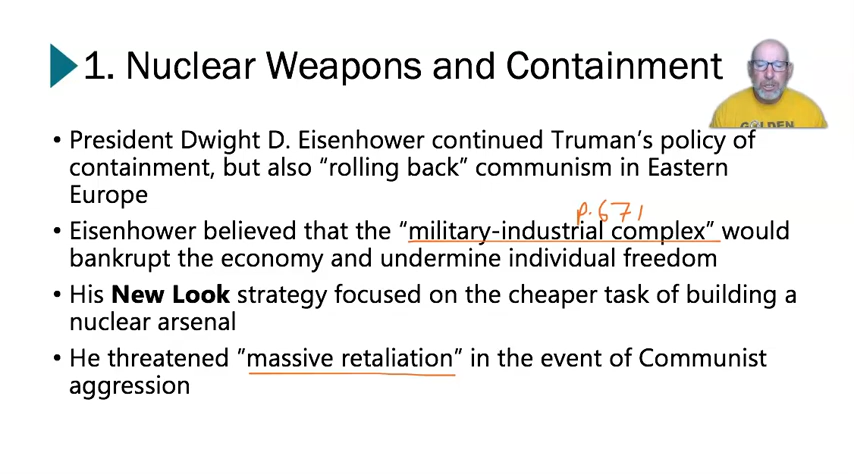 1. Nuclear Weapons and Containment
GOLDEN
• President Dwight D. Eisenhower continued Truman's policy of
containment, but also "rolling back" communism in Eastern
Europe
p. 671
• Eisenhower believed that the "military-industrial complex" would
bankrupt the economy and undermine individual freedom
• His New Look strategy focused on the cheaper task of building a
nuclear arsenal
• He threatened "massive retaliation" in the event of Communist
aggression